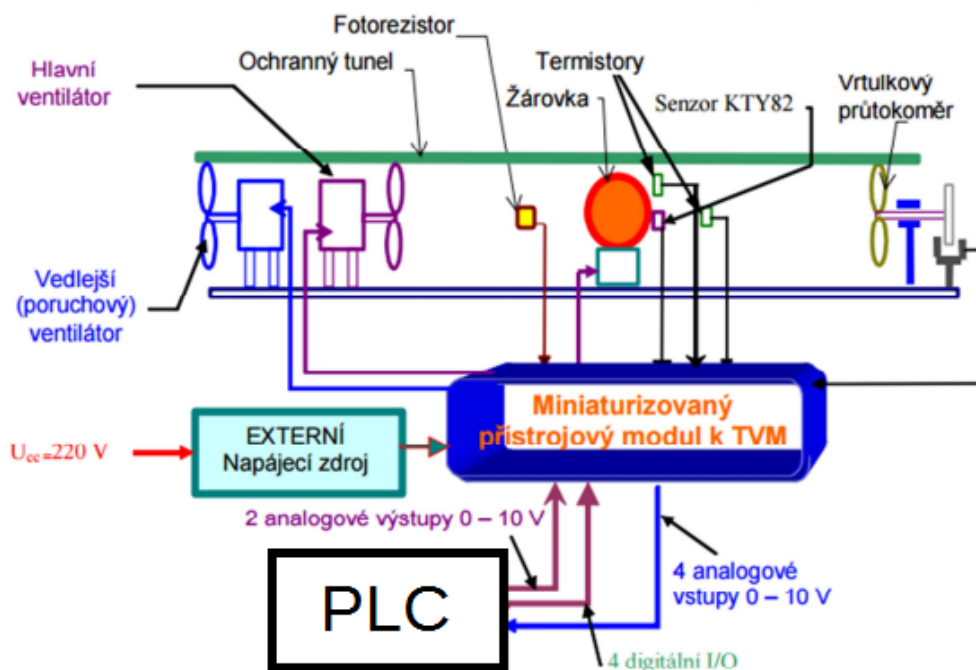 Fotorezistor
Ochranný tunel
Termistory
Hlavní
ventilátor
Žárovka
Senzor KTY82
Vrtulkový
průtokoměr
Vedlejší
(poruchový)
ventilátor
Miniaturizovaný
přístrojový modul k TVM
EXTERNÍ
Napájecí zdroj
Ucc=220 V
2 analogové výstupy 0 – 10 V
4 analogové
vstupy 0 – 10 V
PLC
4 digitální I/O